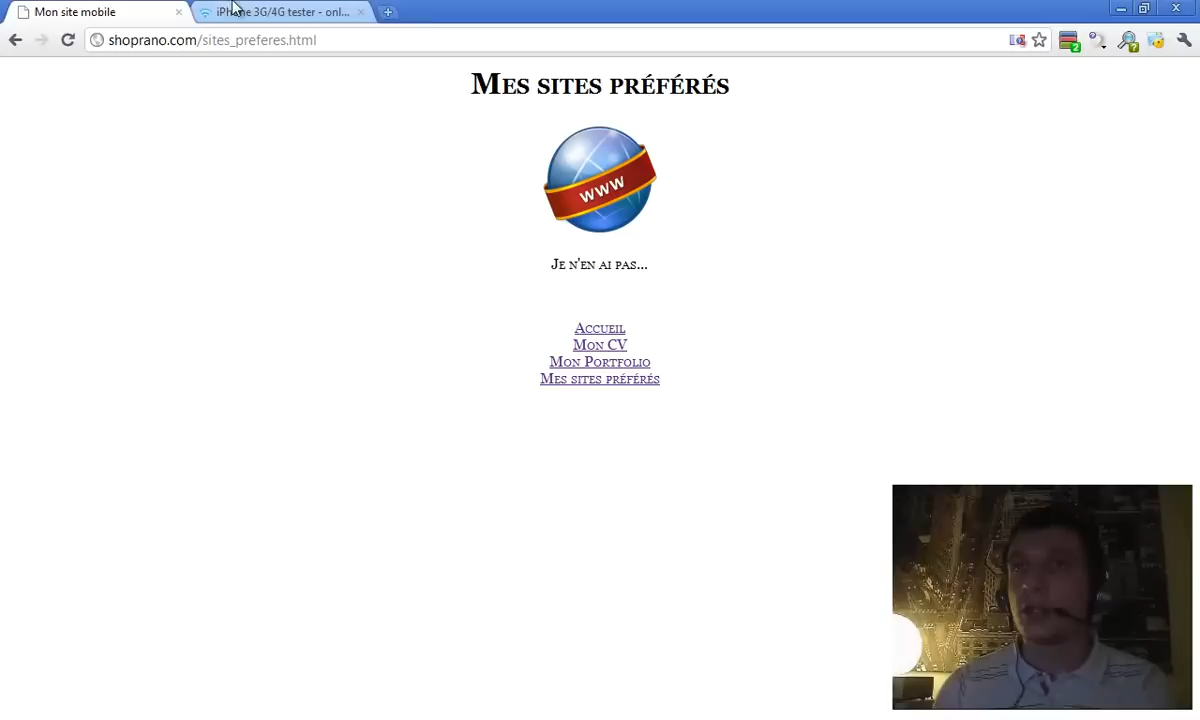 Mon site mobile
iPhone 3G/4G tester - onl...
shoprano.com/sites_preferes.html
2
Mes sites préférés
www
Je n'en ai pas...
Accueil
Mon CV
Mon Portfolio
Mes sites préférés